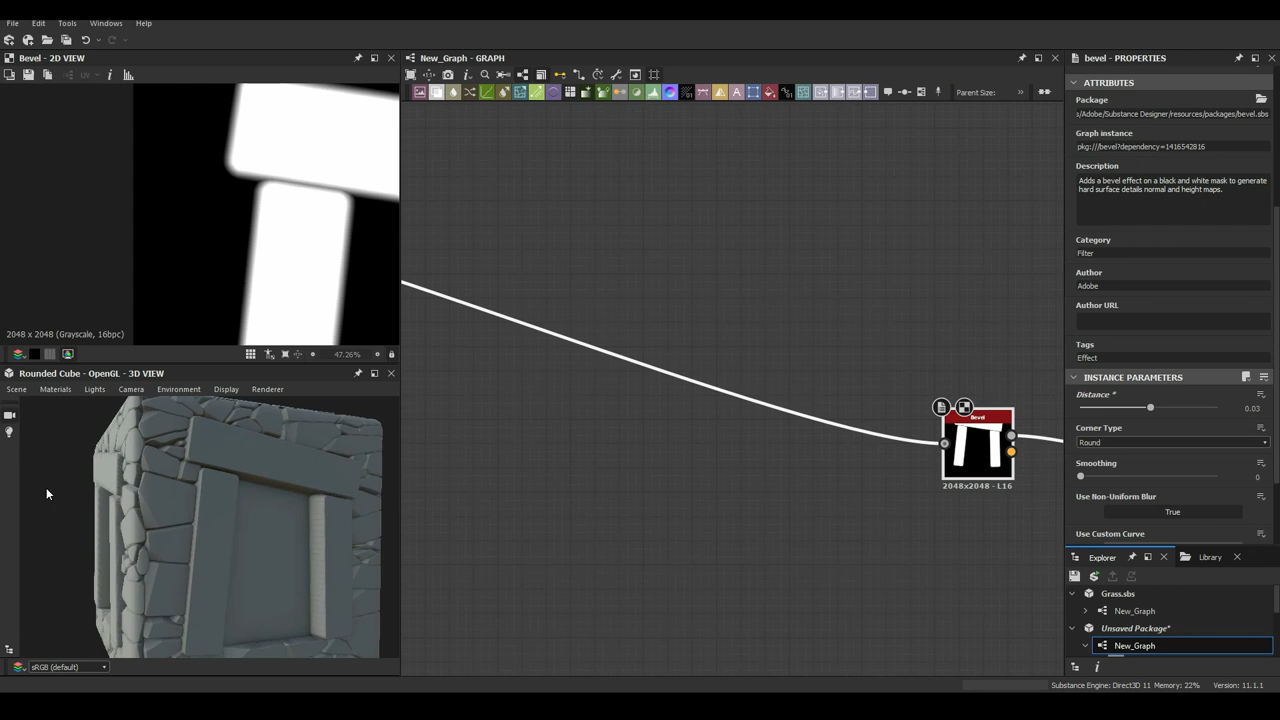 File Edit Tools Windows Help
Bevel - 2D VIEW
UV
2048 x 2048 (Grayscale, 16bpc)
47.26%
Rounded Cube - OpenGL - 3D VIEW
Scene Materials Lights Camera Environment Display Renderer
sRGB (default)
New_Graph - GRAPH
Parent Size:
Bevel
2048x2048 - L16
bevel - PROPERTIES
ATTRIBUTES
Package
s/Adobe/Substance Designer/resources/packages/bevel.sbs
Graph instance
pkg:///bevel?dependency=1416542816
Description
Adds a bevel effect on a black and white mask to generate
hard surface details normal and height maps.
Category
Filter
Author
Adobe
Author URL
Tags
Effect
INSTANCE PARAMETERS
Distance *
0.03
Corner Type
Round
Smoothing
0
Use Non-Uniform Blur
True
Use Custom Curve
Explorer Library
Grass.sbs
New_Graph
Unsaved Package*
New_Graph
Substance Engine: Direct3D 11 Memory: 22% Version: 11.1.1